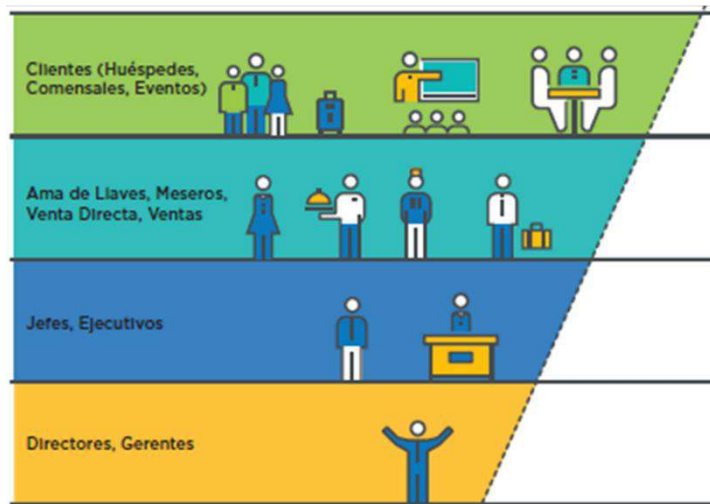 Clientes (Huéspedes,
Comensales, Eventos)
Ama de Llaves, Meseros,
Venta Directa, Ventas
Jefes, Ejecutivos
Directores, Gerentes